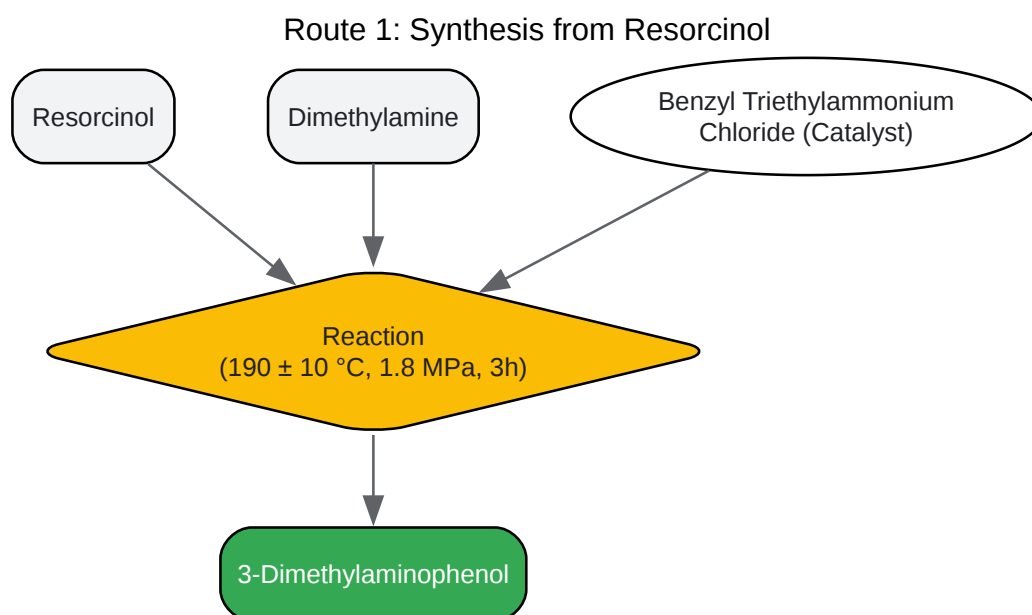 Route 1: Synthesis from Resorcinol
Resorcinol
Dimethylamine
Benzyl Triethylammonium
Chloride (Catalyst)
Reaction
(190 ± 10 °C, 1.8 MPa, 3h)
3-Dimethylaminophenol